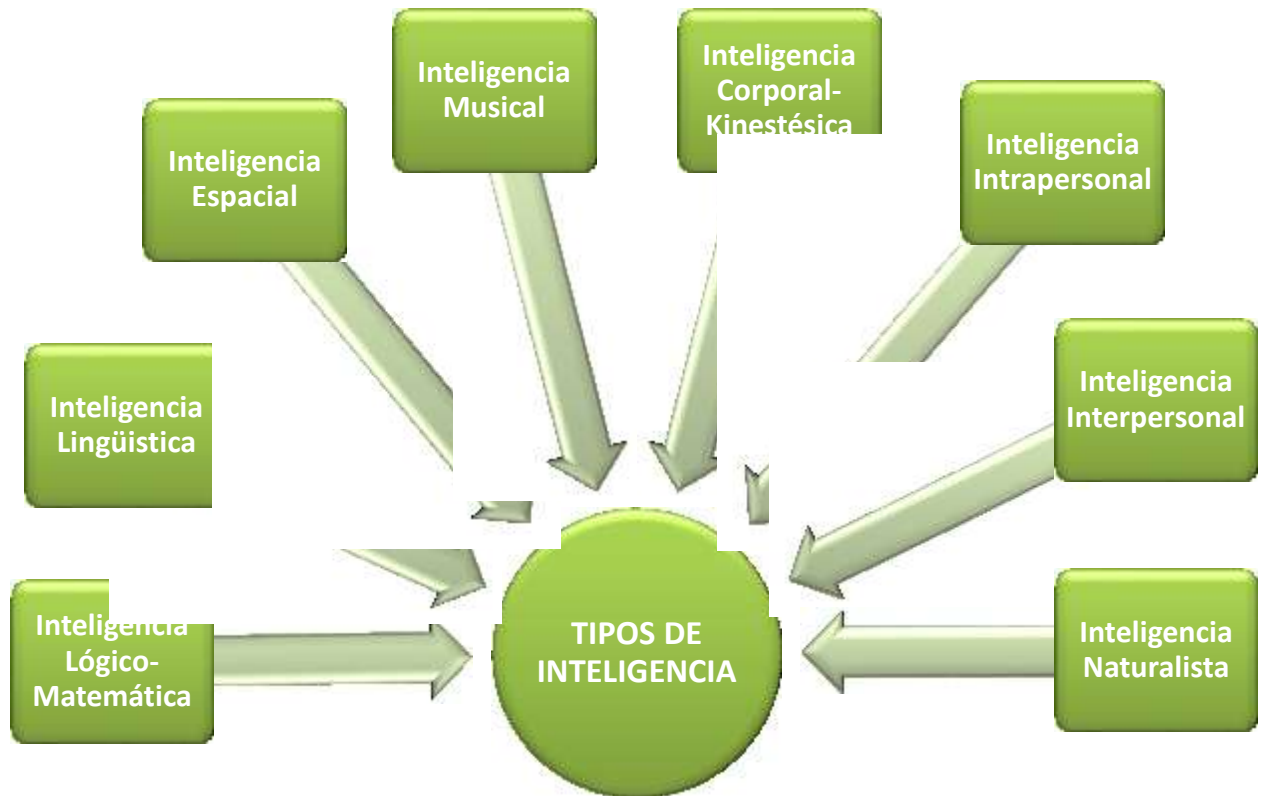 Inteligencia
Musical
Inteligencia
Corporal-
Kinestésica
Inteligencia
Espacial
Inteligencia
Intrapersonal
Inteligencia
Lingüistica
Inteligencia
Interpersonal
Inteligencia
Lógico-
Matemática
TIPOS DE
INTELIGENCIA
Inteligencia
Naturalista